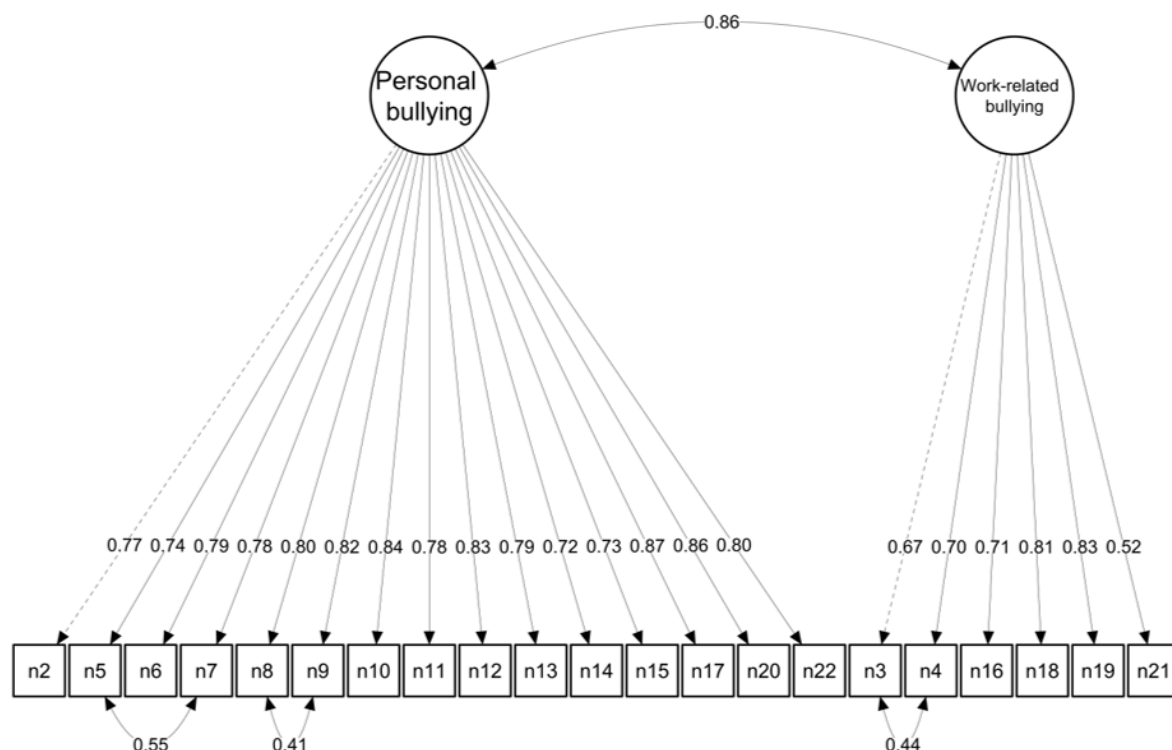 0.86
Personal
bullying
Work-related
bullying
0.77 0.74 0.79 0.78 0.80 0.82 0.84 0.78 0.83 0.79 0.72 0.73 0.87 0.86 0.80 0.67 0.70 0.71 0.81 0.83 0.52
n2 n5 n6 n7 n8 n9 n10 n11 n12 n13 n14 n15 n17 n20 n22 n3 n4 n16 n18 n19 n21
0.55 0.41 0.44